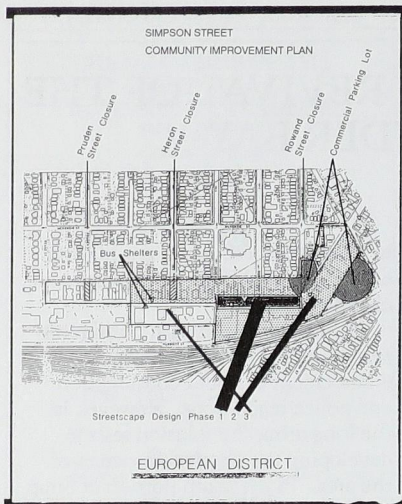 SIMPSON STREET
COMMUNITY IMPROVEMENT PLAN
Pruden
Street Closure
Heron
Street Closure
Rowand
Street Closure
Commercial Parking Lot
Bus Shelters
Streetscape Design Phase 1 2 3
EUROPEAN DISTRICT